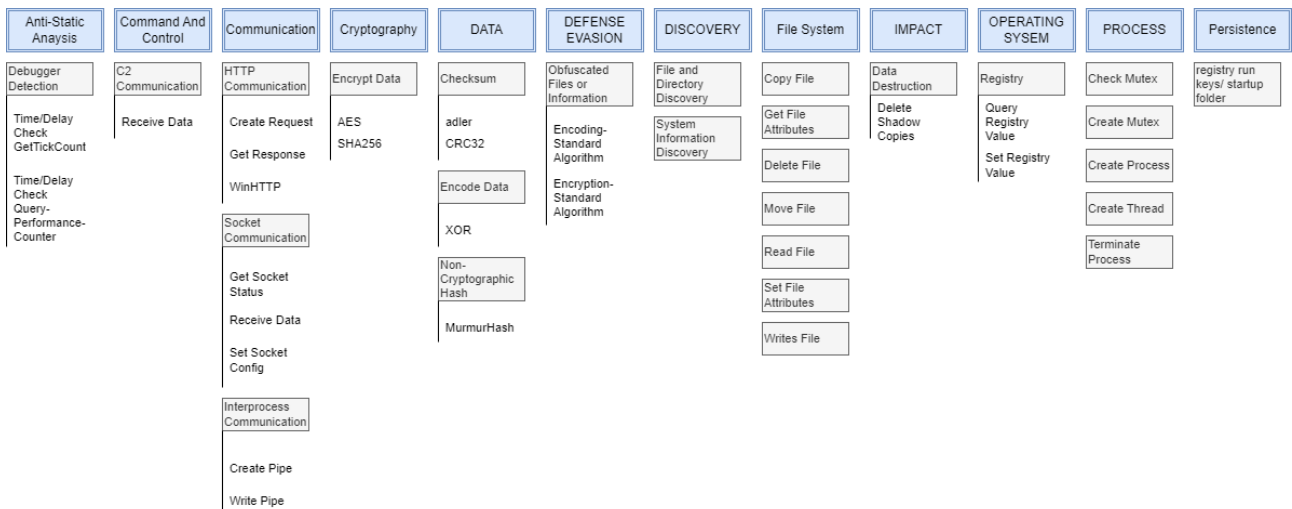 Anti-Static
Anaysis
Debugger
Detection
Time/Delay
Check
GetTickCount
Time/Delay
Check
Query-
Performance-
Counter
Command And
Control
C2
Communication
Receive Data
Communication
HTTP
Communication
Create Request
Get Response
WinHTTP
Socket
Communication
Get Socket
Status
Receive Data
Set Socket
Config
Interprocess
Communication
Create Pipe
Write Pipe
Cryptography
Encrypt Data
AES
SHA256
DATA
Checksum
adler
CRC32
Encode Data
XOR
Non-
Cryptographic
Hash
MurmurHash
DEFENSE
EVASION
Obfuscated
Files or
Information
Encoding-
Standard
Algorithm
Encryption-
Standard
Algorithm
DISCOVERY
File and
Directory
Discovery
System
Information
Discovery
File System
Copy File
Get File
Attributes
Delete File
Move File
Read File
Set File
Attributes
Writes File
IMPACT
Data
Destruction
Delete
Shadow
Copies
OPERATING
SYSEM
Registry
Query
Registry
Value
Set Registry
Value
PROCESS
Check Mutex
Create Mutex
Create Process
Create Thread
Terminate
Process
Persistence
registry run
keys/ startup
folder